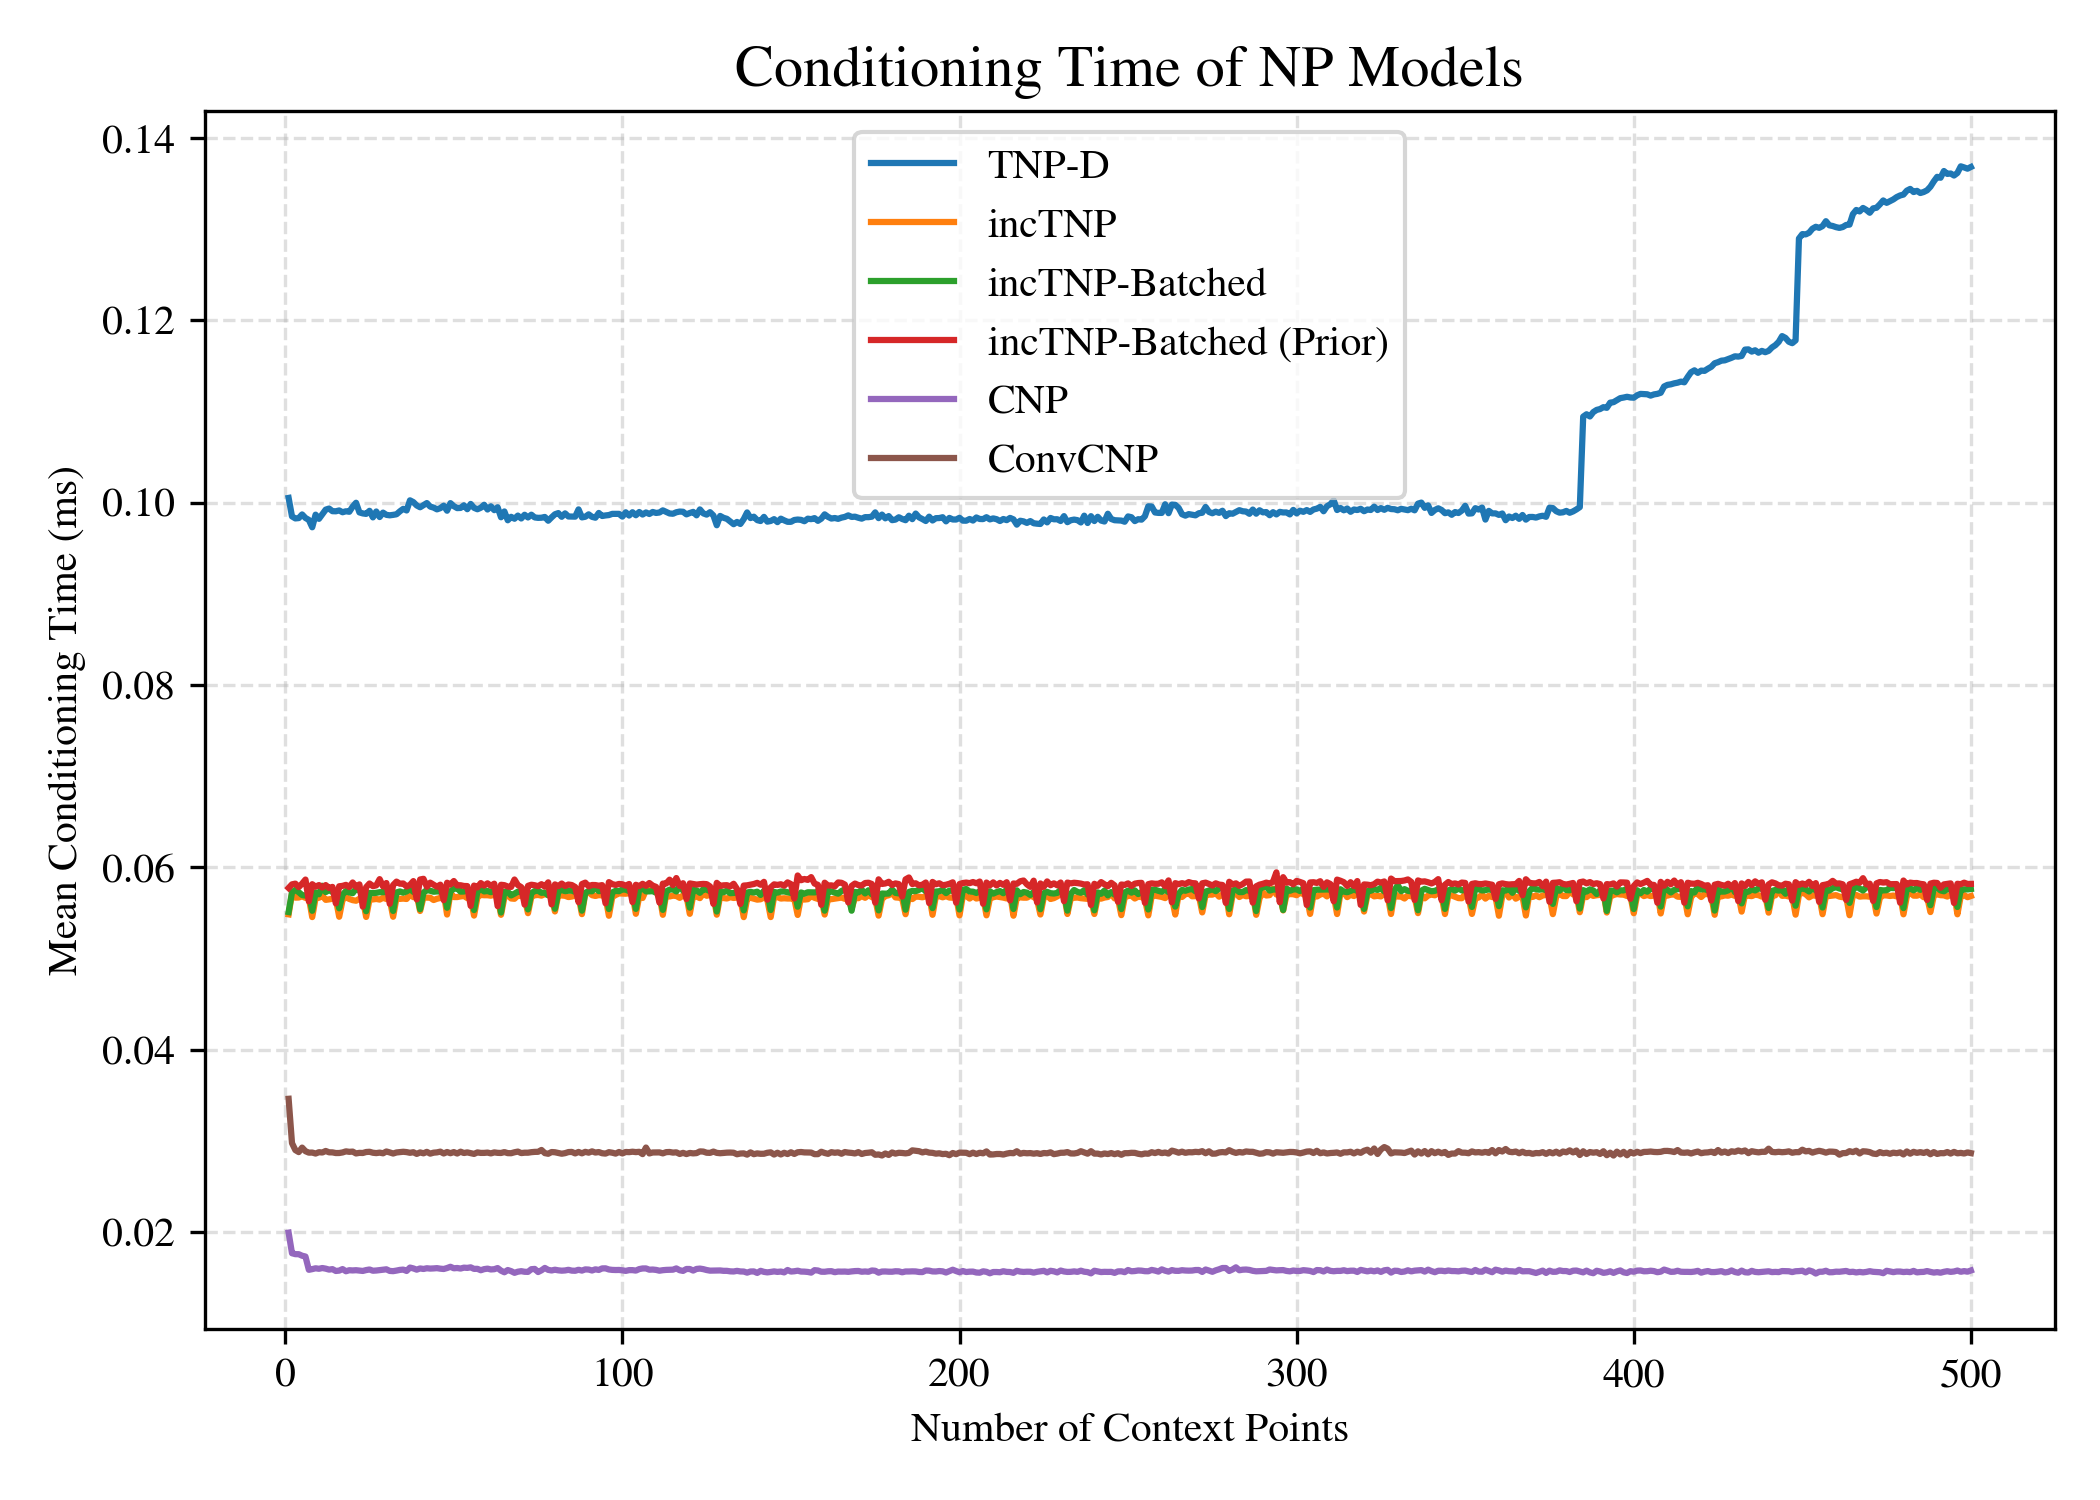 Conditioning Time of NP Models
Mean Conditioning Time (ms)
0.14
0.12
0.10
0.08
0.06
0.04
0.02
TNP-D
incTNP
incTNP-Batched
incTNP-Batched (Prior)
CNP
ConvCNP
0 100 200 300 400 500
Number of Context Points